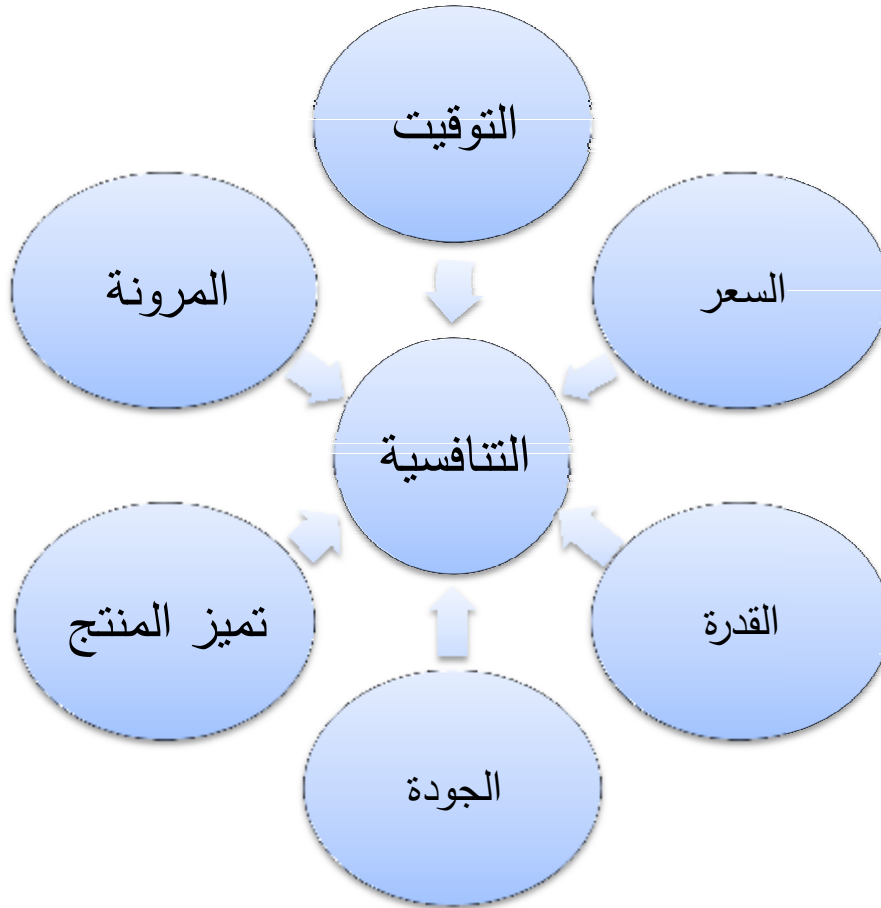 التوقيت
السعر
المرونة
التنافسية
القدرة
تميز المنتج
الجودة